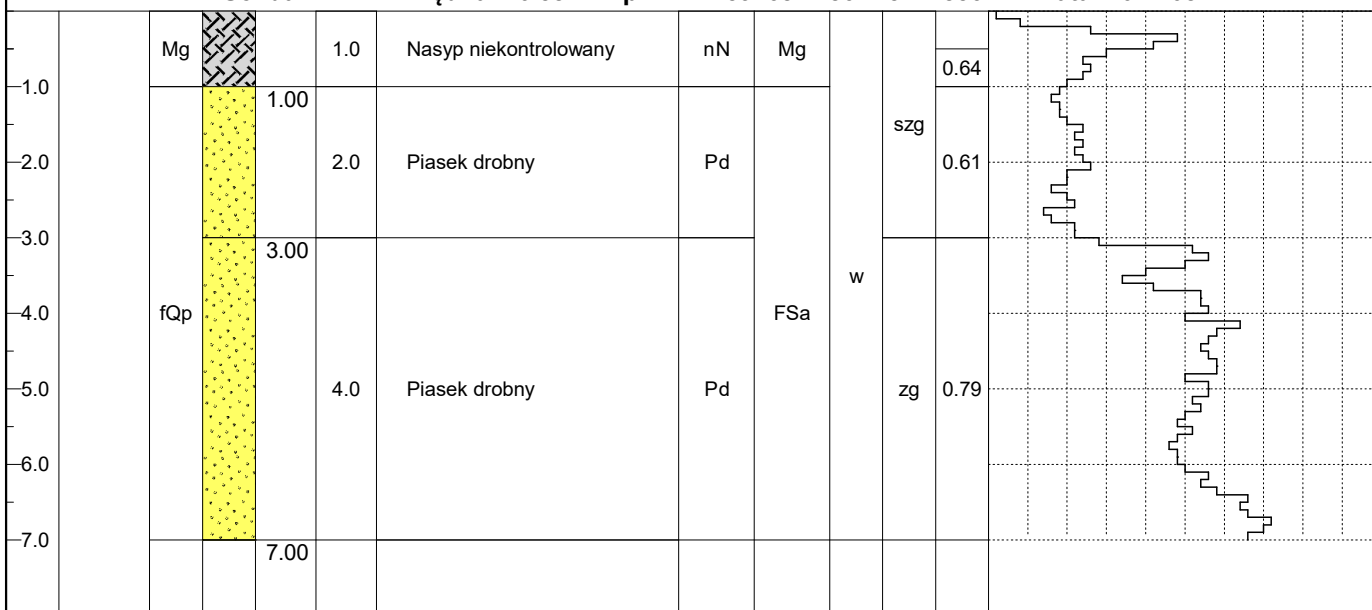 Mg 1.0 Nasyp niekontrolowany nN Mg
0.64
1.0
1.00
szg
2.0 2.0 Piasek drobny Pd 0.61
3.0
3.00
w
4.0 fQp FSa
5.0 4.0 Piasek drobny Pd zg 0.79
6.0
7.0
7.00